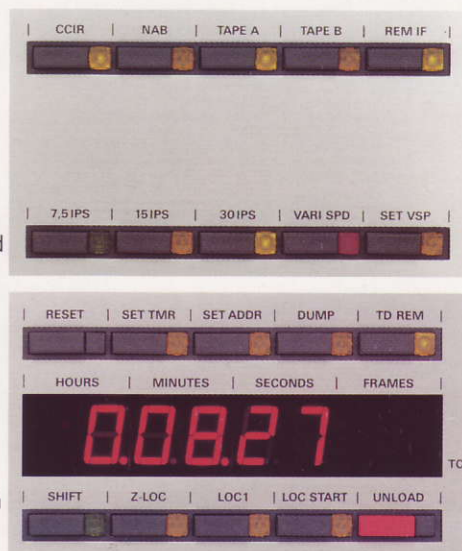 CCIR NAB TAPE A TAPE B REM IF
7,5 IPS 15 IPS 30 IPS VARI SPD SET VSP
RESET SET TMR SET ADDR DUMP TD REM
HOURS MINUTES SECONDS FRAMES
0.08.27
SHIFT Z-LOC LOC1 LOC START UNLOAD